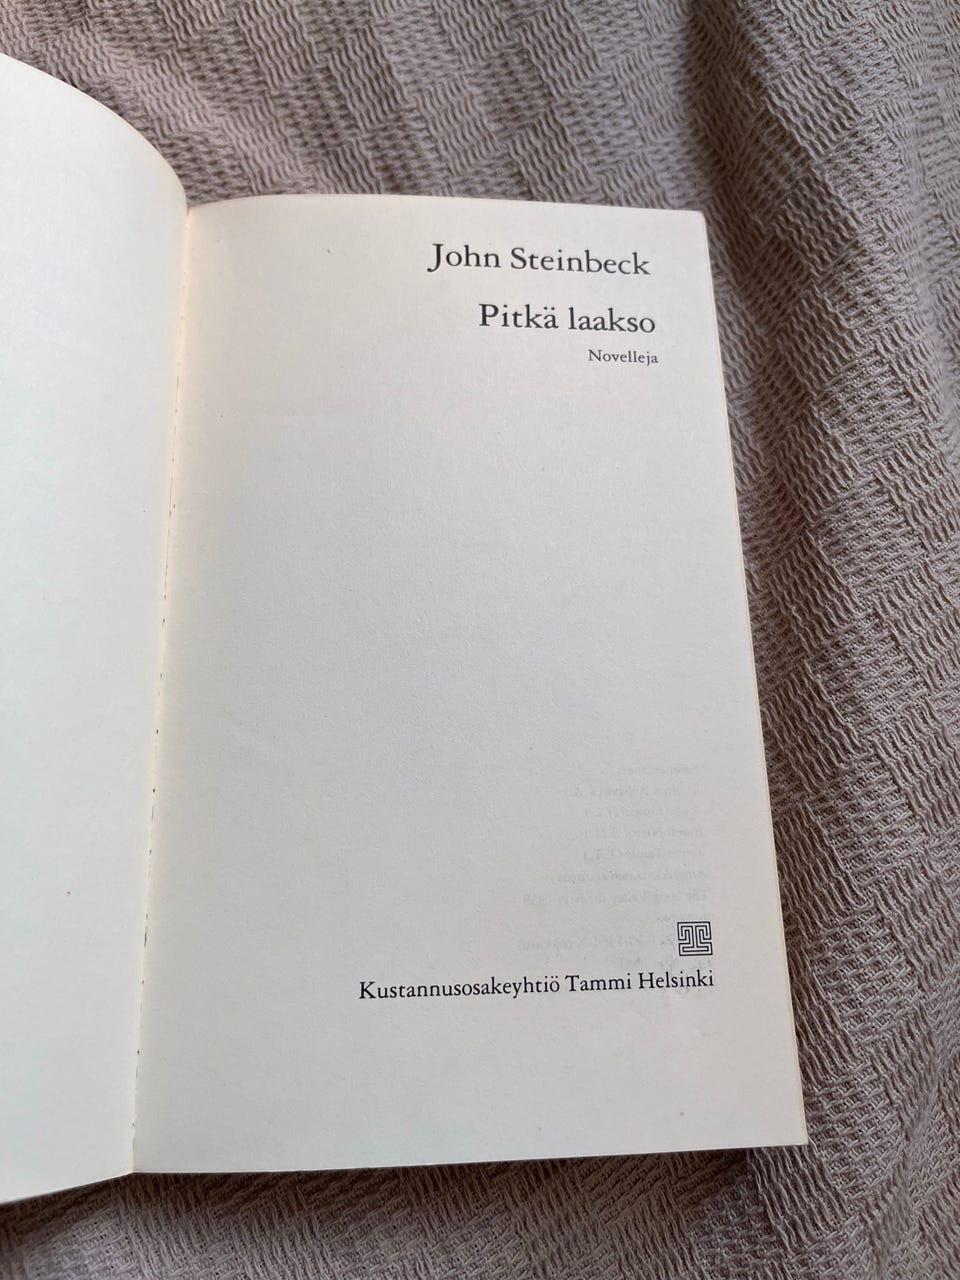 John Steinbeck
Pitkä laakso
Novelleja
Kustannusosakeyhtiö Tammi Helsinki